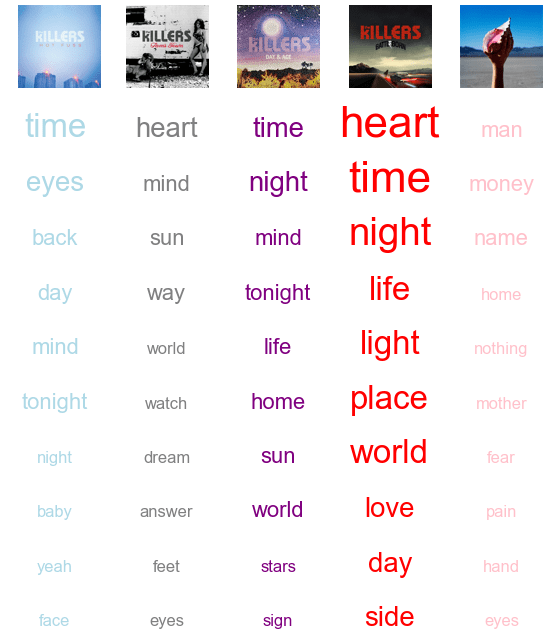 KILLERS KILLERS KILLERS KILLERS
HOT FUSS Sam's Town DAY & AGE BATTLE BORN
time heart time heart man
eyes mind night time money
back sun mind night name
day way tonight life home
mind world life light nothing
tonight watch home place mother
night dream sun world fear
baby answer world love pain
yeah feet stars day hand
face eyes sign side eyes